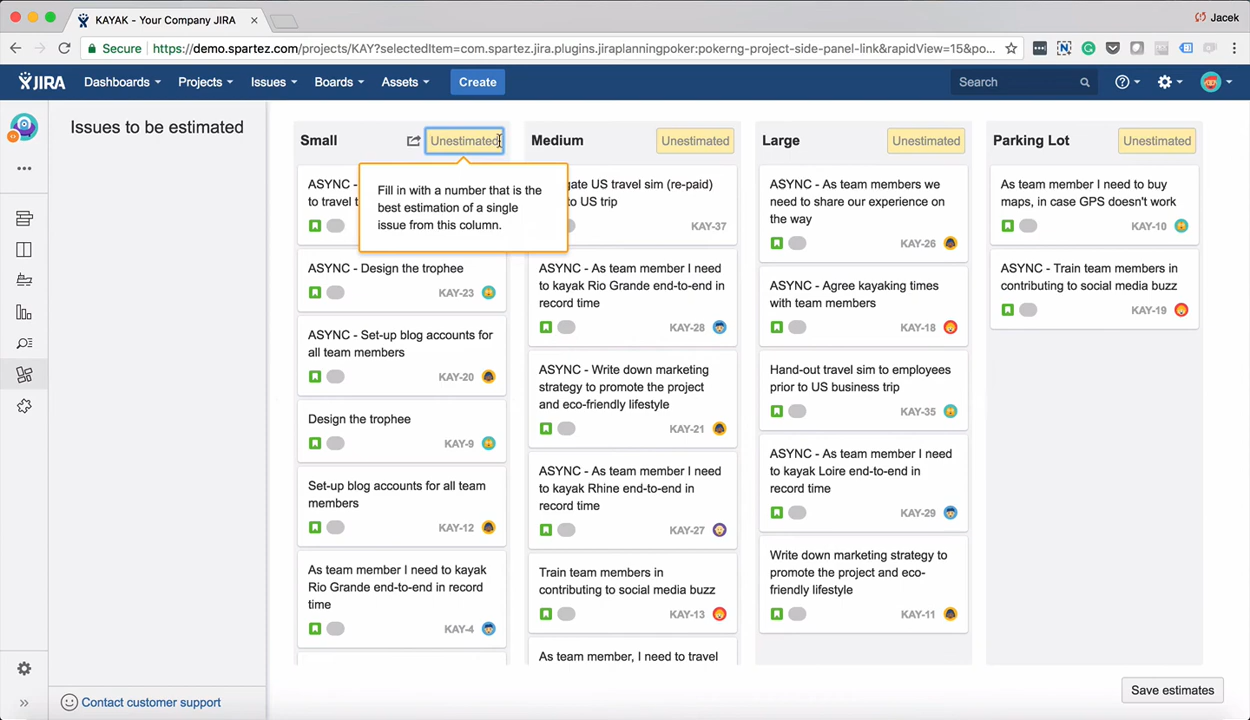 KAYAK - Your Company JIRA
Jacek
Secure
https://demo.spartez.com/projects/KAY?selectedItem=com.spartez.jira.plugins.jiraplanningpoker:pokerng-project-side-panel-link&rapidView=15&po...
JIRA
Dashboards
Projects
Issues
Boards
Assets
Create
Search
Issues to be estimated
Small
Unestimated
Fill in with a number that is the
best estimation of a single
issue from this column.
ASYNC -
to travel
ASYNC - Design the trophee
KAY-23
ASYNC - Set-up blog accounts for
all team members
KAY-20
Design the trophee
KAY-9
Set-up blog accounts for all team
members
KAY-12
As team member I need to kayak
Rio Grande end-to-end in record
time
KAY-4
Medium
Unestimated
gate US travel sim (re-paid)
to US trip
KAY-37
ASYNC - As team member I need
to kayak Rio Grande end-to-end in
record time
KAY-28
ASYNC - Write down marketing
strategy to promote the project
and eco-friendly lifestyle
KAY-21
ASYNC - As team member I need
to kayak Rhine end-to-end in
record time
KAY-27
Train team members in
contributing to social media buzz
KAY-13
As team member, I need to travel
Large
Unestimated
ASYNC - As team members we
need to share our experience on
the way
KAY-26
ASYNC - Agree kayaking times
with team members
KAY-18
Hand-out travel sim to employees
prior to US business trip
KAY-35
ASYNC - As team member I need
to kayak Loire end-to-end in
record time
KAY-29
Write down marketing strategy to
promote the project and eco-
friendly lifestyle
KAY-11
Parking Lot
Unestimated
As team member I need to buy
maps, in case GPS doesn't work
KAY-10
ASYNC - Train team members in
contributing to social media buzz
KAY-19
Contact customer support
Save estimates